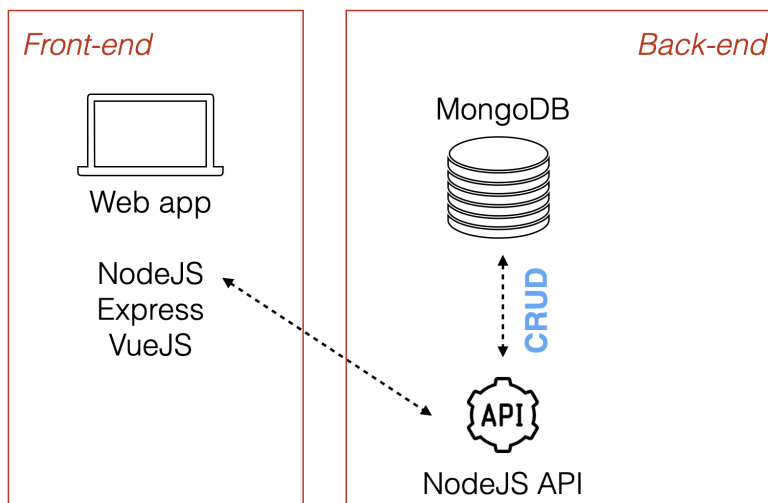 Front-end
Web app
NodeJS
Express
VueJS
Back-end
MongoDB
CRUD
API
NodeJS API